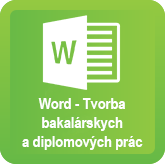 W
Word - Tvorba
bakalárskych
a diplomových prác